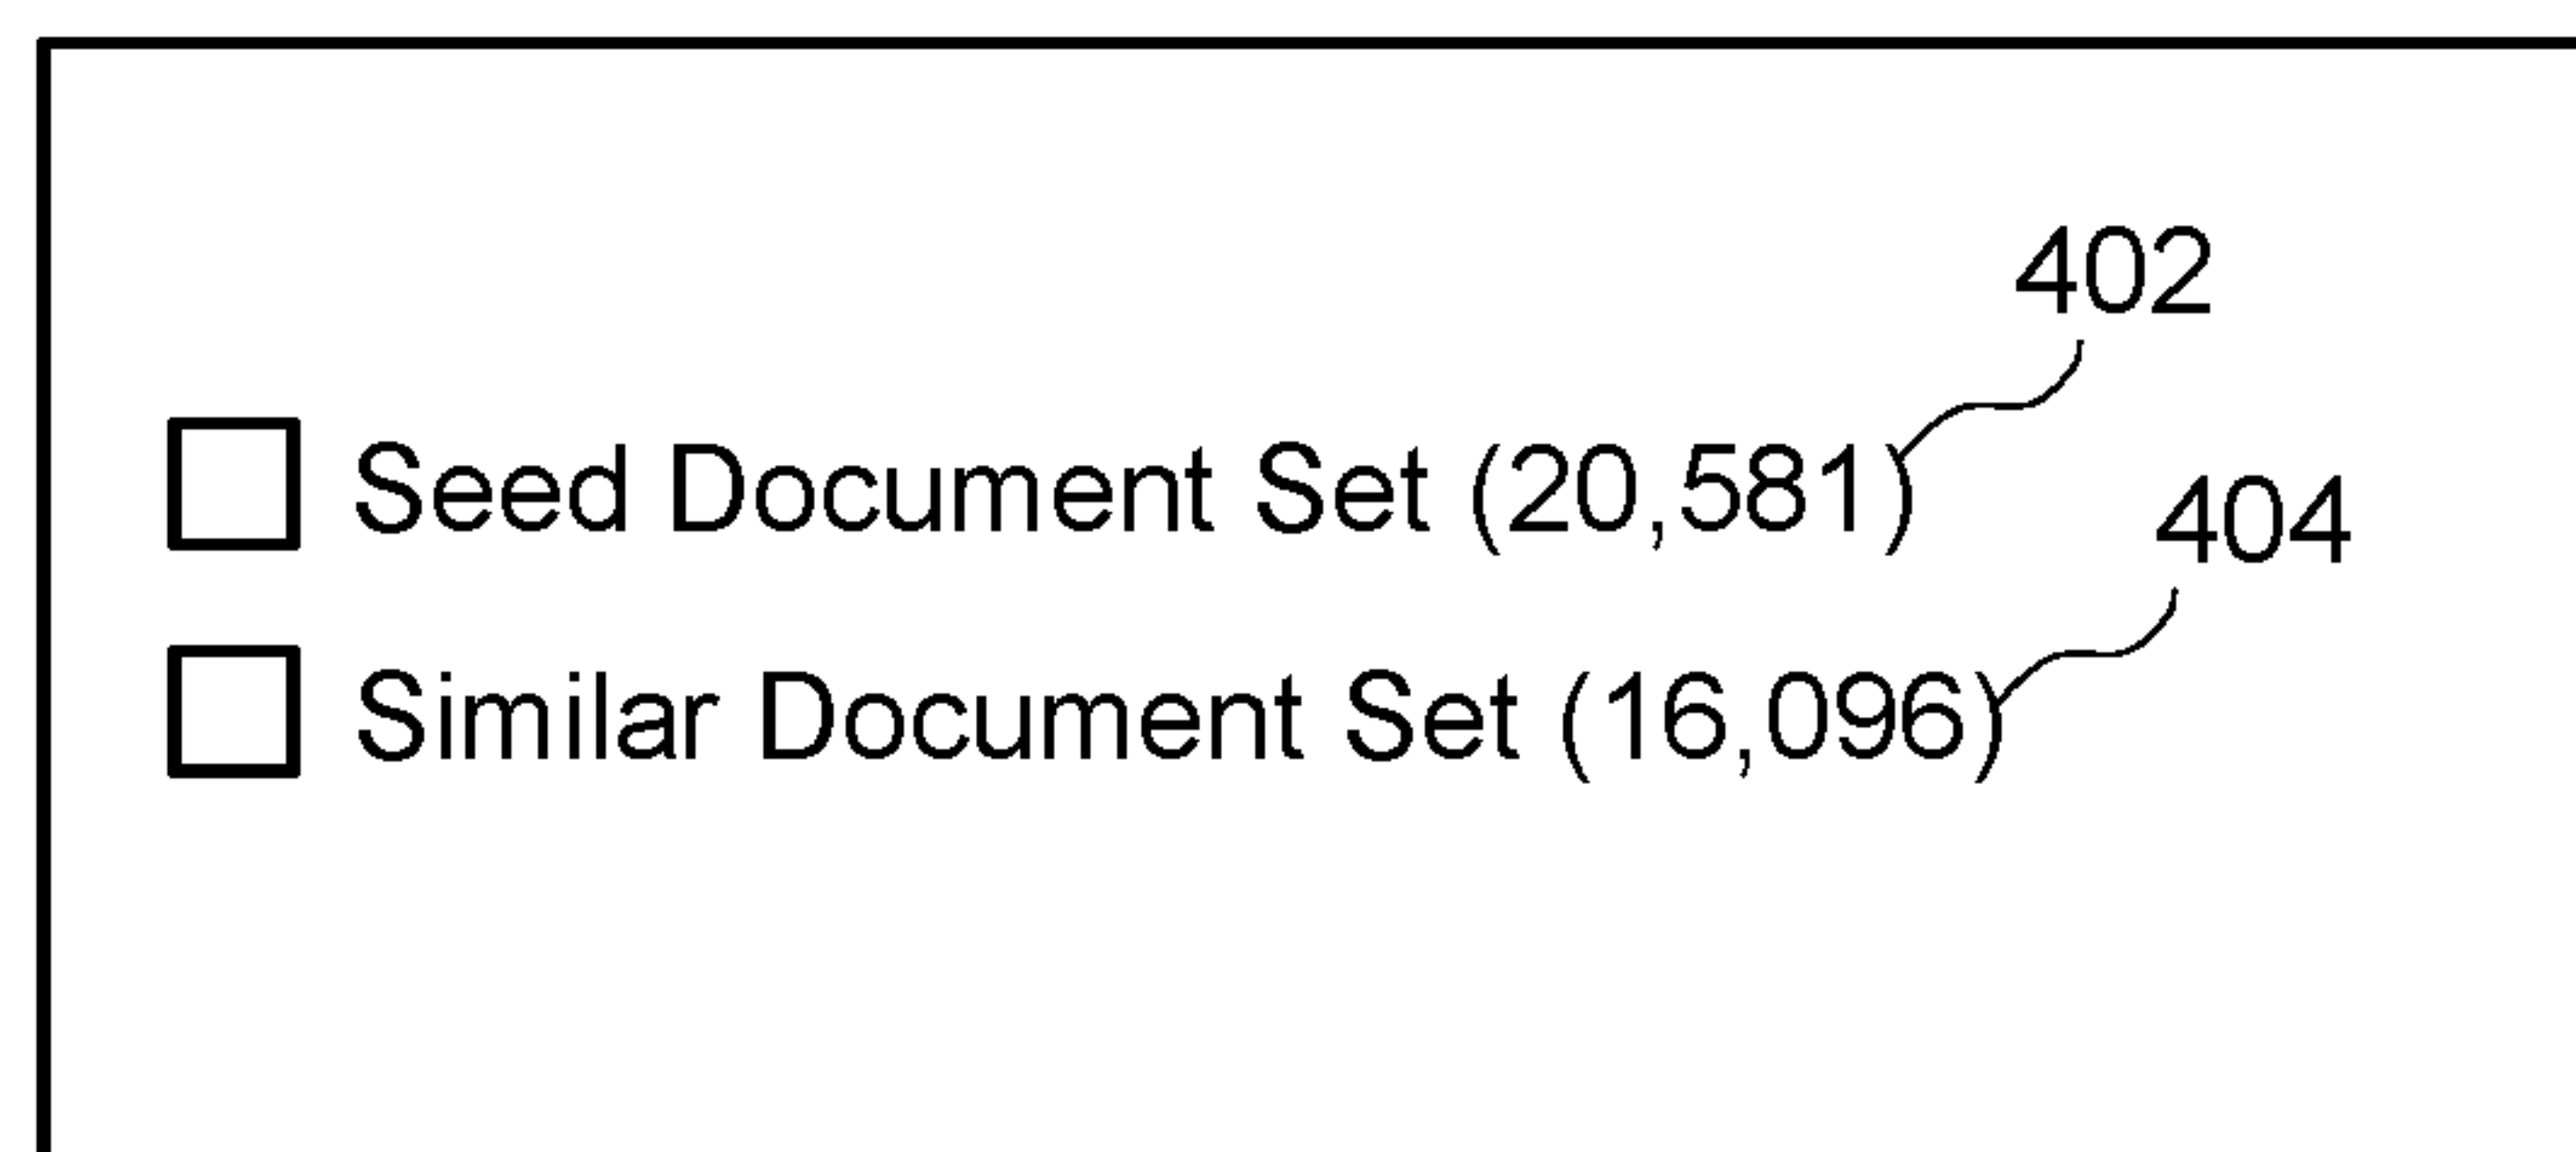 402
Seed Document Set (20,581)
404
Similar Document Set (16,096)